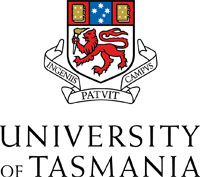 INGENIIS PATVIT CAMPVS
UNIVERSITY
OF TASMANIA